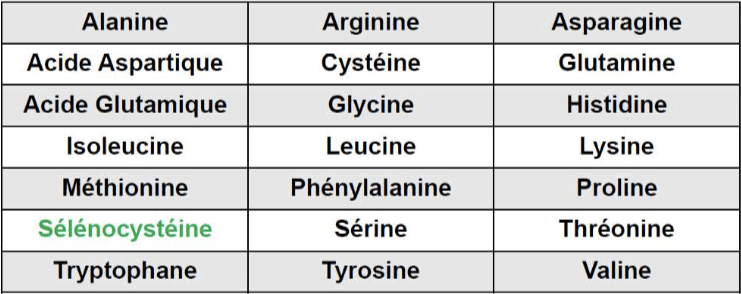 Alanine Arginine Asparagine
Acide Aspartique Cystéine Glutamine
Acide Glutamique Glycine Histidine
Isoleucine Leucine Lysine
Méthionine Phénylalanine Proline
Sélénocystéine Sérine Thréonine
Tryptophane Tyrosine Valine